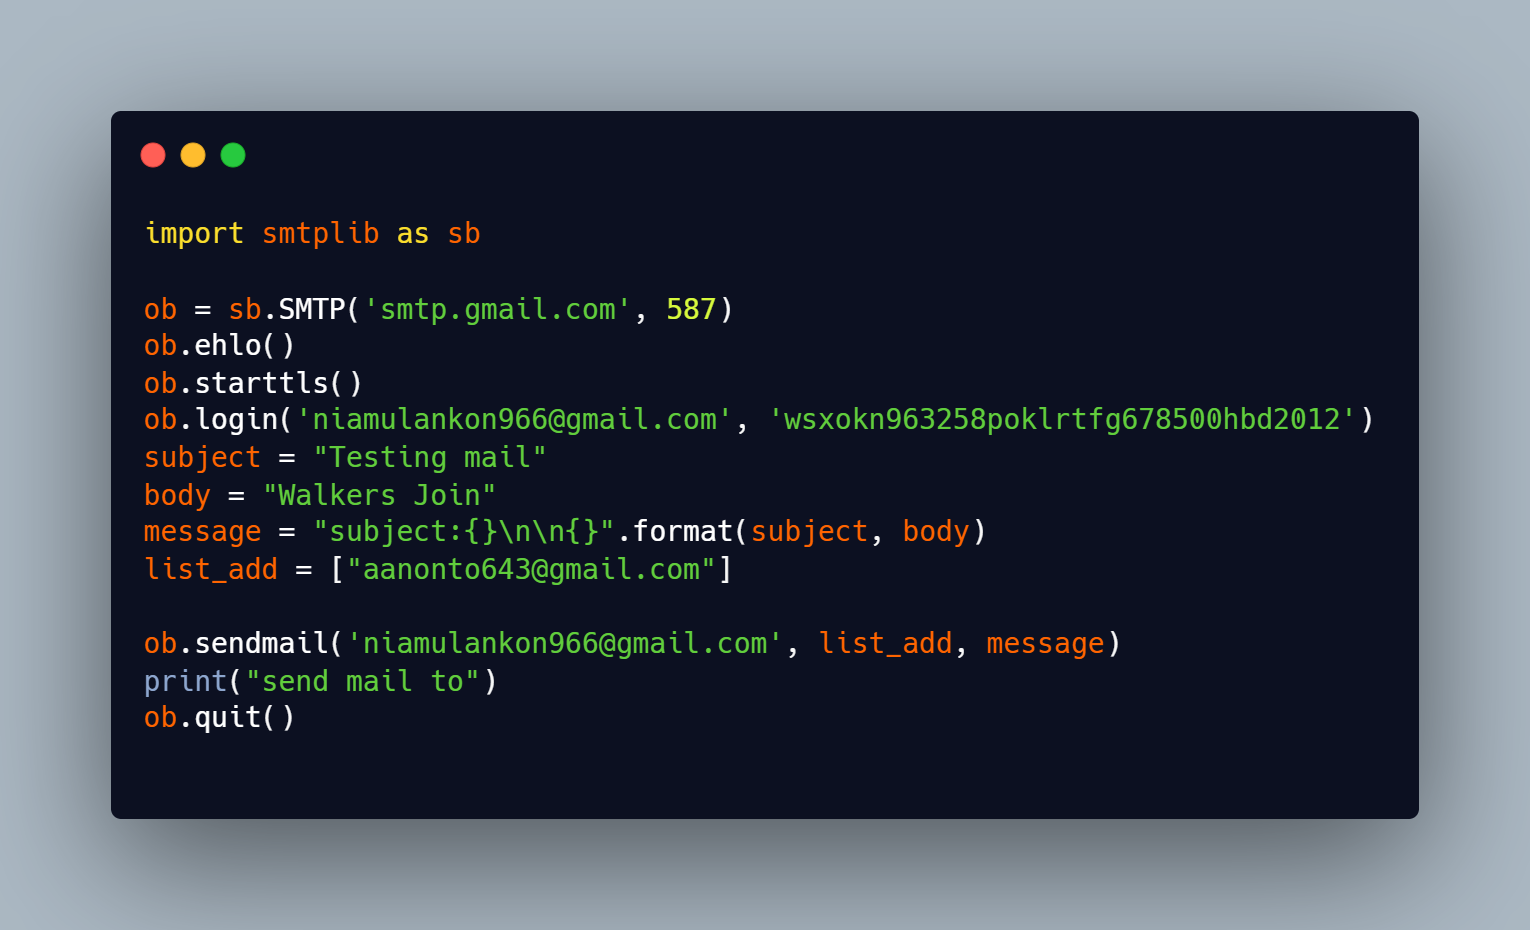 import smtplib as sb
ob = sb.SMTP('smtp.gmail.com', 587)
ob.ehlo()
ob.starttls()
ob.login('niamulankon966@gmail.com', 'wsxokn963258poklrtfg678500hbd2012')
subject = "Testing mail"
body = "Walkers Join"
message = "subject:{}\n\n{}".format(subject, body)
list_add = ["aanonto643@gmail.com"]
ob.sendmail('niamulankon966@gmail.com', list_add, message)
print("send mail to")
ob.quit()